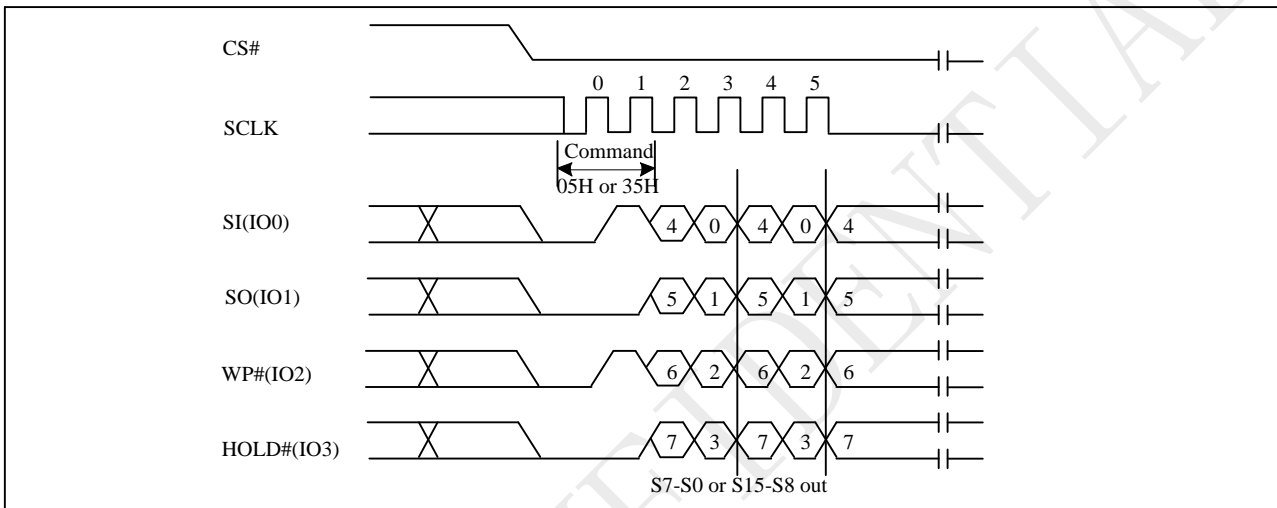 CS#
0 1 2 3 4 5
SCLK
Command
05H or 35H
SI(IO0) 4 0 4 0 4
SO(IO1) 5 1 5 1 5
WP#(IO2) 6 2 6 2 6
HOLD#(IO3) 7 3 7 3 7
S7-S0 or S15-S8 out